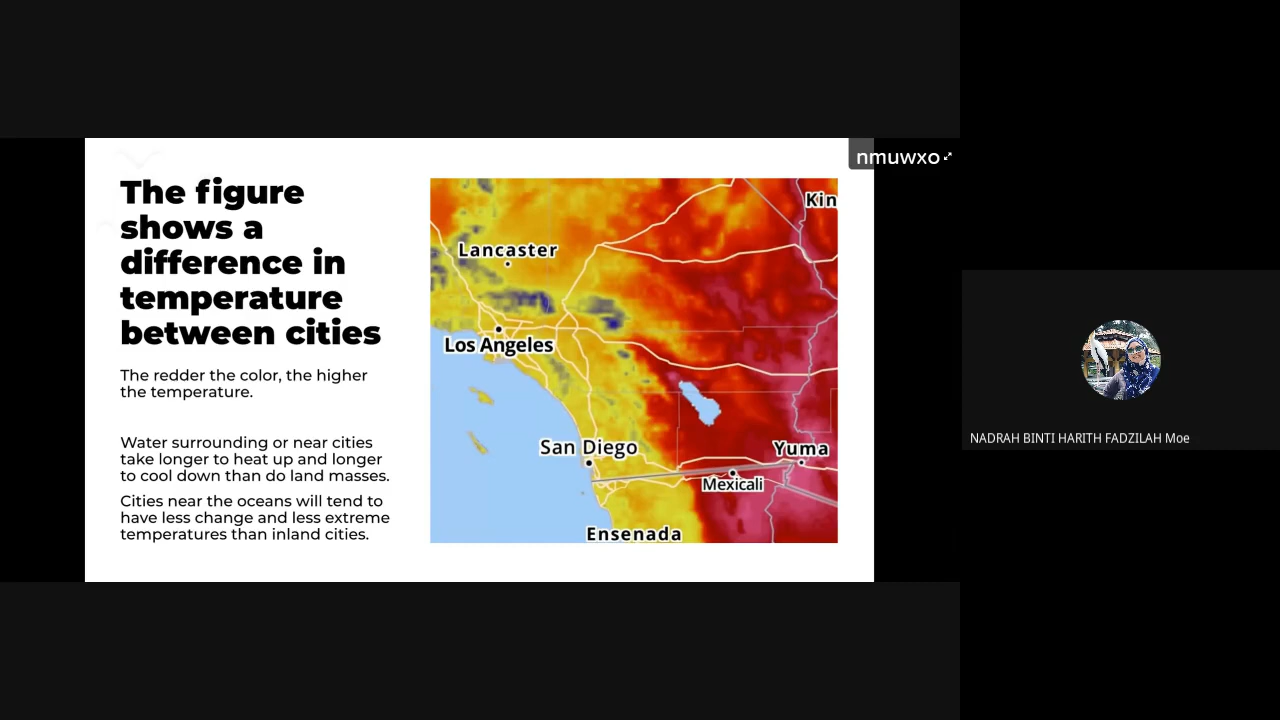 The figure
shows a
difference in
temperature
between cities
The redder the color, the higher
the temperature.
Water surrounding or near cities
take longer to heat up and longer
to cool down than do land masses.
Cities near the oceans will tend to
have less change and less extreme
temperatures than inland cities.
nmuwxo
Kin
Lancaster
Los Angeles
San Diego
Yuma
Mexicali
Ensenada
NADRAH BINTI HARITH FADZILAH Moe